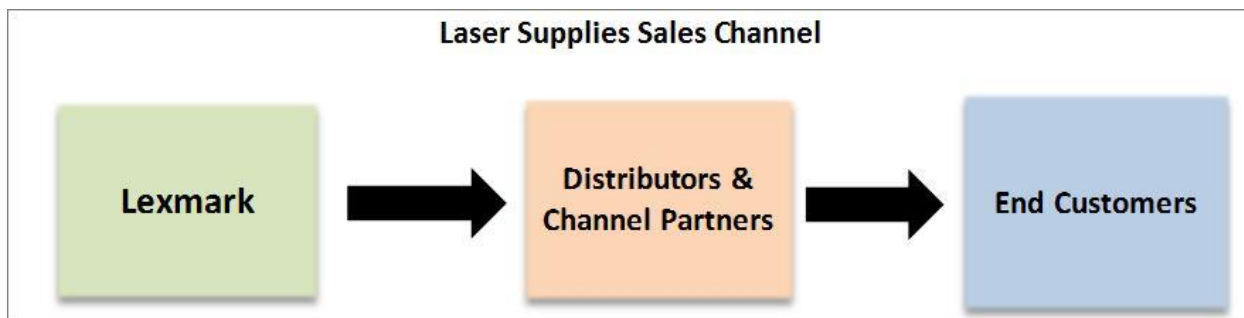 Laser Supplies Sales Channel
Lexmark
Distributors &
Channel Partners
End Customers